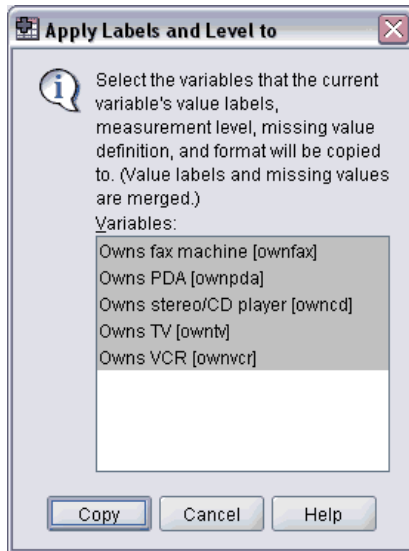 Apply Labels and Level to
Select the variables that the current
variable's value labels,
measurement level, missing value
definition, and format will be copied
to. (Value labels and missing values
are merged.)
Variables:
Owns fax machine [ownfax]
Owns PDA [ownpda]
Owns stereo/CD player [owncd]
Owns TV [owntv]
Owns VCR [ownvcr]
Copy Cancel Help